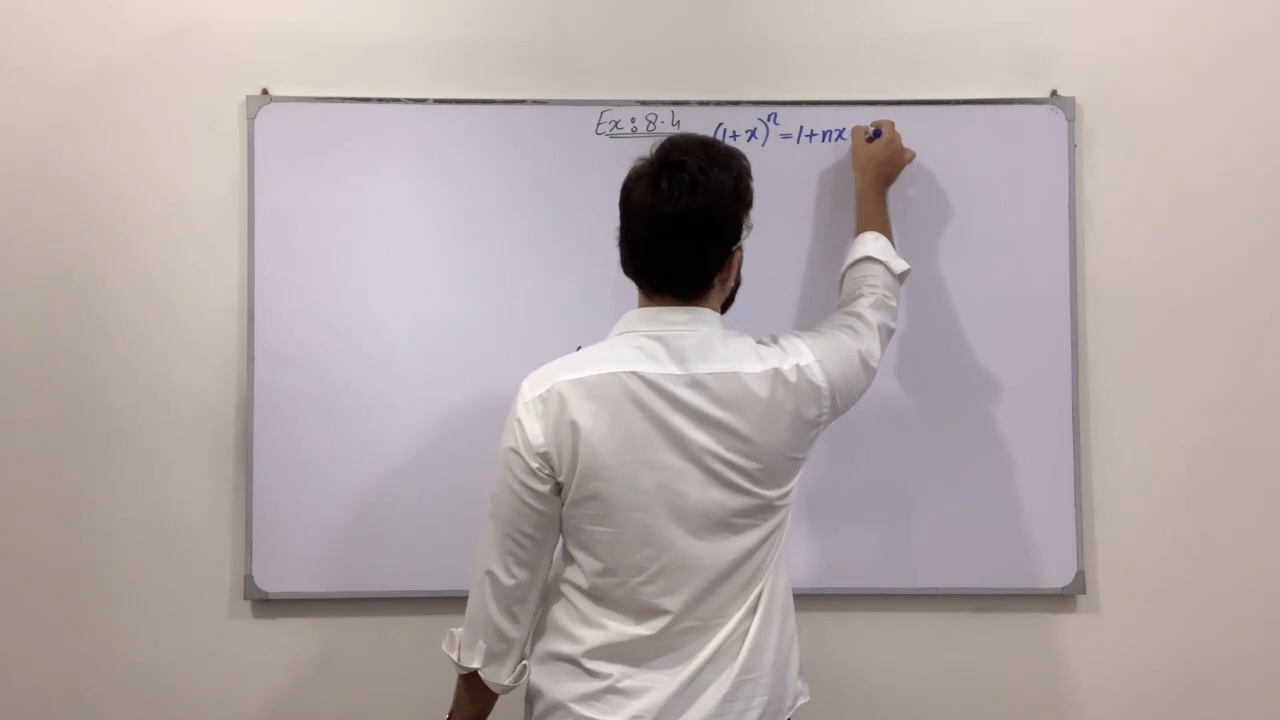 Ex: 8.4 (1+x)^n = 1+nx